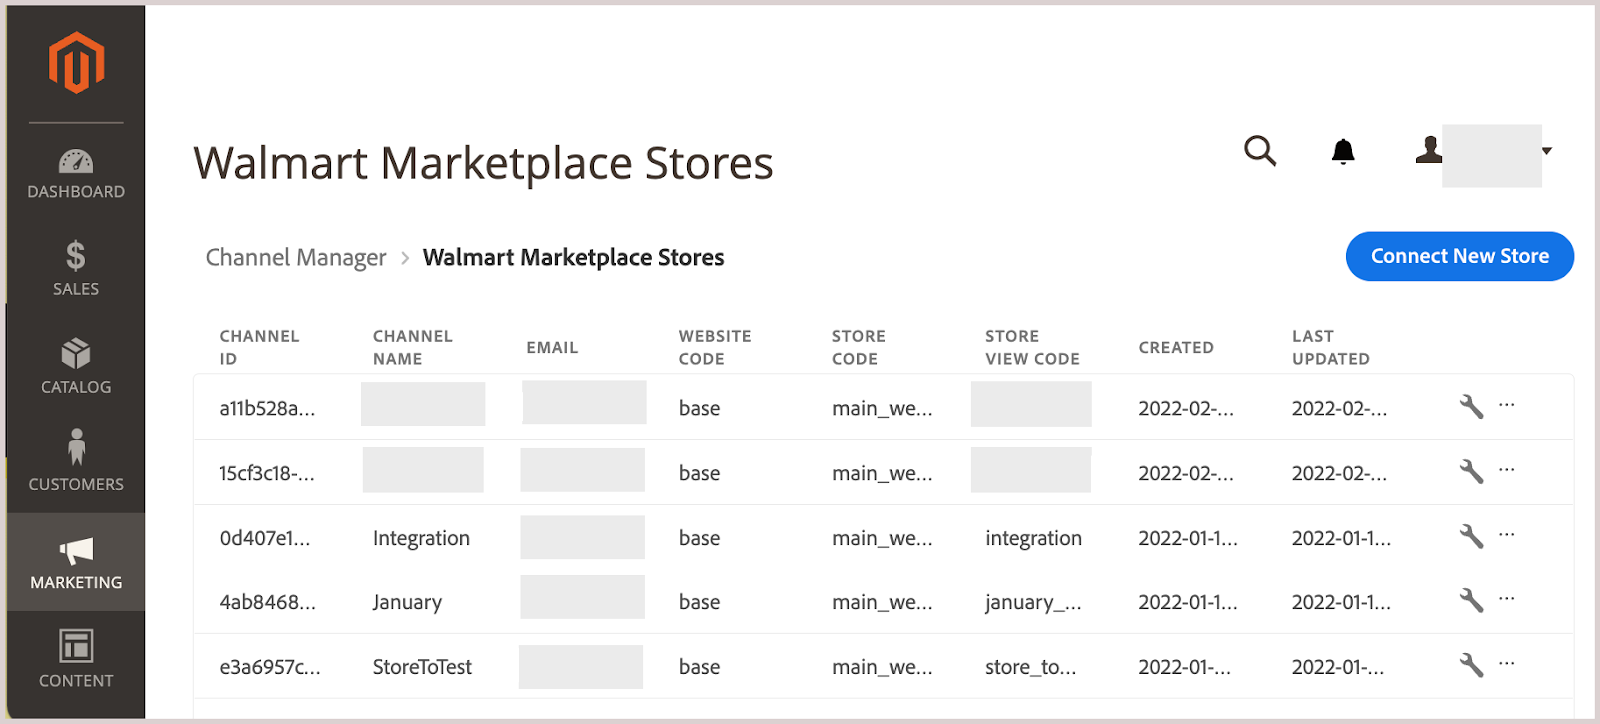 DASHBOARD
SALES
CATALOG
CUSTOMERS
MARKETING
CONTENT
Walmart Marketplace Stores
Channel Manager > Walmart Marketplace Stores
Connect New Store
CHANNEL ID CHANNEL NAME EMAIL WEBSITE CODE STORE CODE STORE VIEW CODE CREATED LAST UPDATED
a11b528a... base main_we... 2022-02-... 2022-02-...
15cf3c18-... base main_we... 2022-02-... 2022-02-...
0d407e1... Integration base main_we... integration 2022-01-1... 2022-01-1...
4ab8468... January base main_we... january_... 2022-01-1... 2022-01-1...
e3a6957c... StoreToTest base main_we... store_to... 2022-01-... 2022-01-...